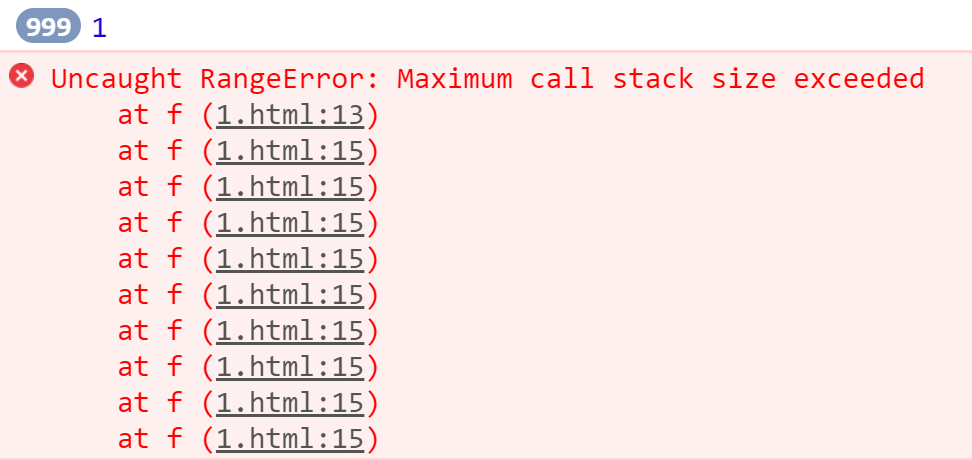 999 1
Uncaught RangeError: Maximum call stack size exceeded
at f (1.html:13)
at f (1.html:15)
at f (1.html:15)
at f (1.html:15)
at f (1.html:15)
at f (1.html:15)
at f (1.html:15)
at f (1.html:15)
at f (1.html:15)
at f (1.html:15)